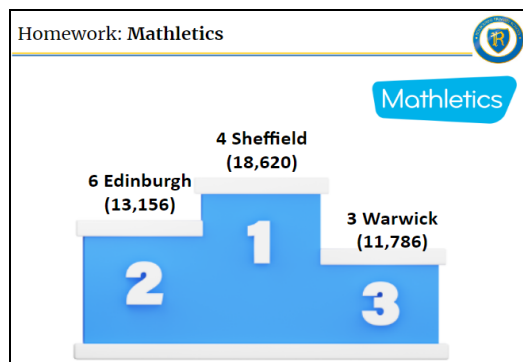 Homework: Mathletics
R
Mathletics
4 Sheffield
(18,620)
6 Edinburgh
(13,156)
3 Warwick
(11,786)
1
2
3